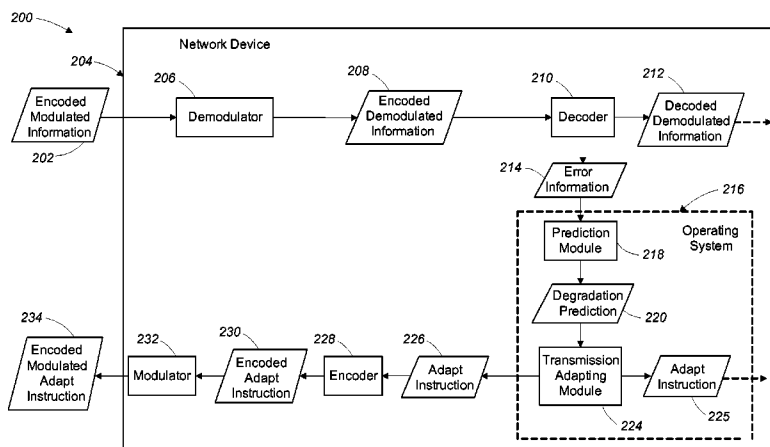 200
204
Network Device
206
208
210
212
Encoded
Modulated
Information
202
Demodulator
Encoded
Demodulated
Information
Decoder
Decoded
Demodulated
Information
214
Error
Information
216
Operating
System
Prediction
Module
218
Degradation
Prediction
220
234
232
230
228
226
Encoded
Modulated
Adapt
Instruction
Modulator
Encoded
Adapt
Instruction
Encoder
Adapt
Instruction
Transmission
Adapting
Module
224
Adapt
Instruction
225